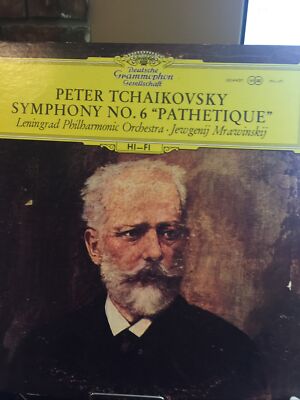 Deutsche
Grammophon
Gesellschaft
PETER TCHAIKOVSKY
SYMPHONY NO. 6 "PATHETIQUE"
Leningrad Philharmonic Orchestra · Jewgenij Mrawinskij
HI-FI